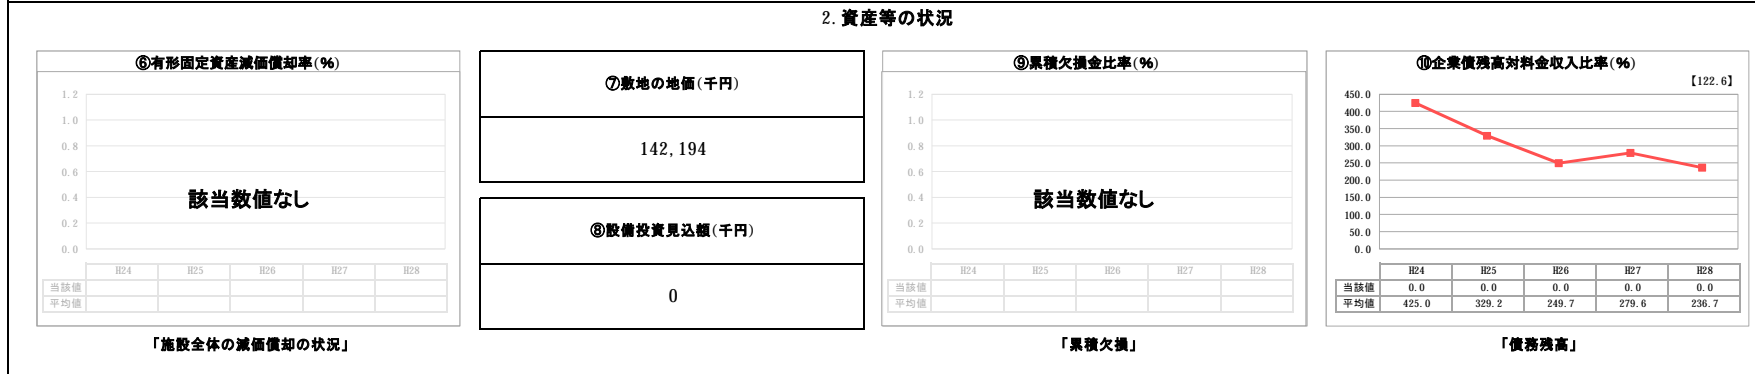 2. 資産等の状況
⑥有形固定資産減価償却率(%)
1.2
1.0
0.8
0.6
0.4
0.2
0.0
該当数値なし
H24 H25 H26 H27 H28
当該値
平均値
「施設全体の減価償却の状況」
⑦敷地の地価(千円)
142,194
⑧設備投資見込額(千円)
0
⑨累積欠損金比率(%)
1.2
1.0
0.8
0.6
0.4
0.2
0.0
該当数値なし
H24 H25 H26 H27 H28
当該値
平均値
「累積欠損」
⑩企業債残高対料金収入比率(%)
【122.6】
450.0
400.0
350.0
300.0
250.0
200.0
150.0
100.0
50.0
0.0
H24 H25 H26 H27 H28
当該値 0.0 0.0 0.0 0.0 0.0
平均値 425.0 329.2 249.7 279.6 236.7
「債務残高」